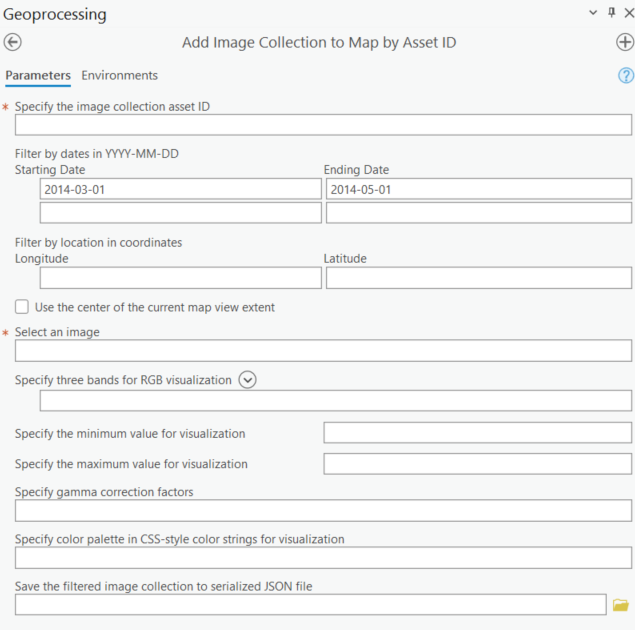 Geoprocessing
Add Image Collection to Map by Asset ID
Parameters Environments
* Specify the image collection asset ID
Filter by dates in YYYY-MM-DD
Starting Date Ending Date
2014-03-01 2014-05-01
Filter by location in coordinates
Longitude Latitude
Use the center of the current map view extent
* Select an image
Specify three bands for RGB visualization
Specify the minimum value for visualization
Specify the maximum value for visualization
Specify gamma correction factors
Specify color palette in CSS-style color strings for visualization
Save the filtered image collection to serialized JSON file